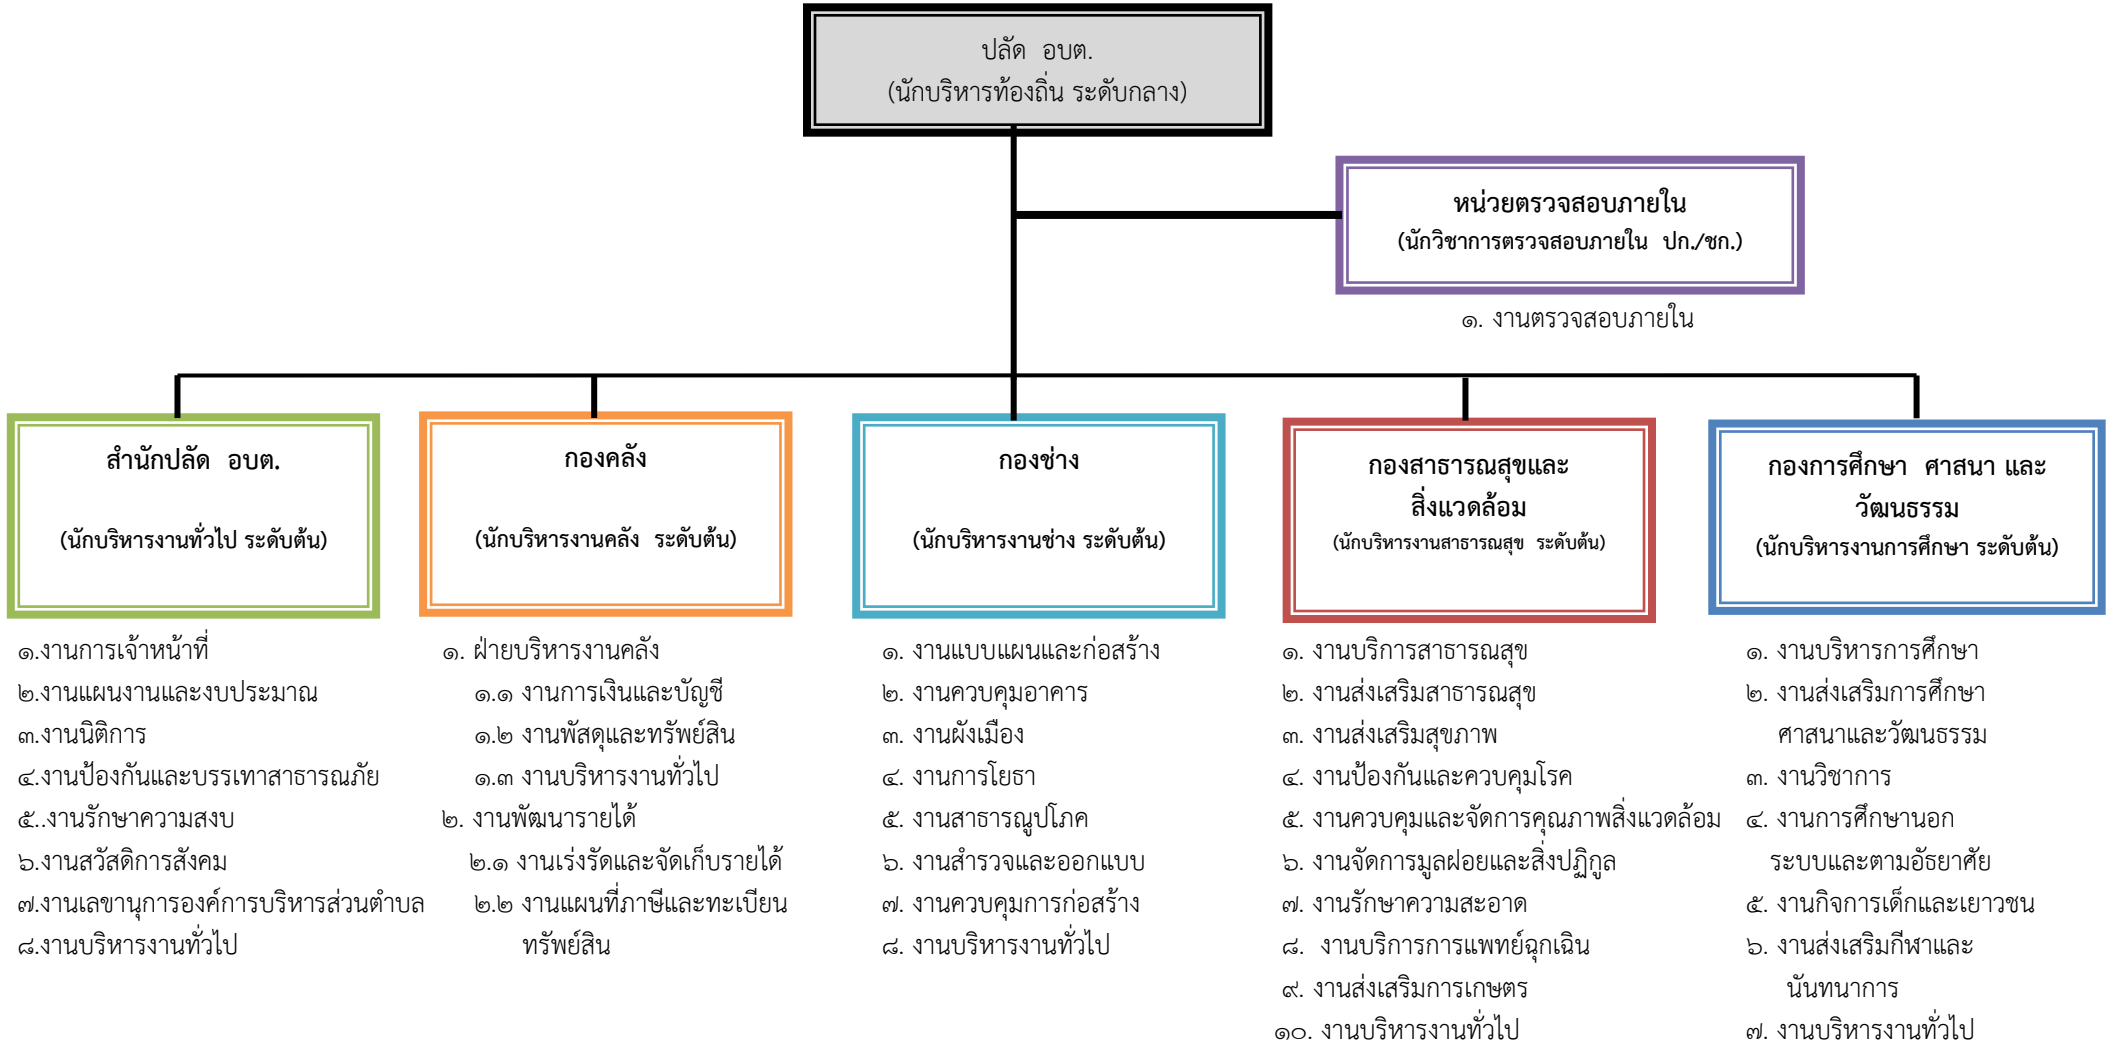 ปลัด อบต.
(นักบริหารท้องถิ่น ระดับกลาง)
หน่วยตรวจสอบภายใน
(นักวิชาการตรวจสอบภายใน ปก./ชก.)
๑. งานตรวจสอบภายใน
สำนักปลัด อบต.
(นักบริหารงานทั่วไป ระดับต้น)
๑.งานการเจ้าหน้าที่
๒.งานแผนงานและงบประมาณ
๓.งานนิติการ
๔.งานป้องกันและบรรเทาสาธารณภัย
๕..งานรักษาความสงบ
๖.งานสวัสดิการสังคม
๗.งานเลขานุการองค์การบริหารส่วนตำบล
๘.งานบริหารงานทั่วไป
กองคลัง
(นักบริหารงานคลัง ระดับต้น)
๑. ฝ่ายบริหารงานคลัง
๑.๑ งานการเงินและบัญชี
๑.๒ งานพัสดุและทรัพย์สิน
๑.๓ งานบริหารงานทั่วไป
๒. งานพัฒนารายได้
๒.๑ งานเร่งรัดและจัดเก็บรายได้
๒.๒ งานแผนที่ภาษีและทะเบียน
ทรัพย์สิน
กองช่าง
(นักบริหารงานช่าง ระดับต้น)
๑. งานแบบแผนและก่อสร้าง
๒. งานควบคุมอาคาร
๓. งานผังเมือง
๔. งานการโยธา
๕. งานสาธารณูปโภค
๖. งานสำรวจและออกแบบ
๗. งานควบคุมการก่อสร้าง
๘. งานบริหารงานทั่วไป
กองสาธารณสุขและ
สิ่งแวดล้อม
(นักบริหารงานสาธารณสุข ระดับต้น)
๑. งานบริการสาธารณสุข
๒. งานส่งเสริมสาธารณสุข
๓. งานส่งเสริมสุขภาพ
๔. งานป้องกันและควบคุมโรค
๕. งานควบคุมและจัดการคุณภาพสิ่งแวดล้อม
๖. งานจัดการมูลฝอยและสิ่งปฏิกูล
๗. งานรักษาความสะอาด
๘. งานบริการการแพทย์ฉุกเฉิน
๙. งานส่งเสริมการเกษตร
๑๐. งานบริหารงานทั่วไป
กองการศึกษา ศาสนา และ
วัฒนธรรม
(นักบริหารงานการศึกษา ระดับต้น)
๑. งานบริหารการศึกษา
๒. งานส่งเสริมการศึกษา
ศาสนาและวัฒนธรรม
๓. งานวิชาการ
๔. งานการศึกษานอก
ระบบและตามอัธยาศัย
๕. งานกิจการเด็กและเยาวชน
๖. งานส่งเสริมกีฬาและ
นันทนาการ
๗. งานบริหารงานทั่วไป